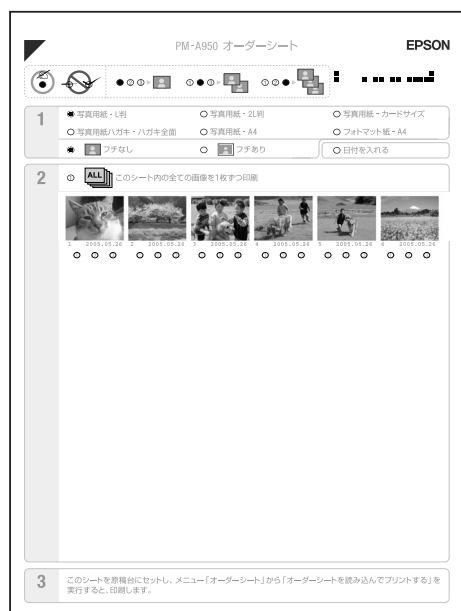 PM-A950 オーダーシート
EPSON
1
写真用紙・L判
写真用紙・2L判
写真用紙・カードサイズ
写真用紙ハガキ・ハガキ全面
写真用紙・A4
フォトマット紙・A4
フチなし
フチあり
日付を入れる
2
ALL このシート内の全ての画像を1枚ずつ印刷
1 2005.05.26 2 2005.05.26 3 2005.05.26 4 2005.05.26 5 2005.05.26 6 2005.05.26
3
このシートを原稿台にセットし、メニュー「オーダーシート」から「オーダーシートを読み込んでプリントする」を
実行すると、印刷します。